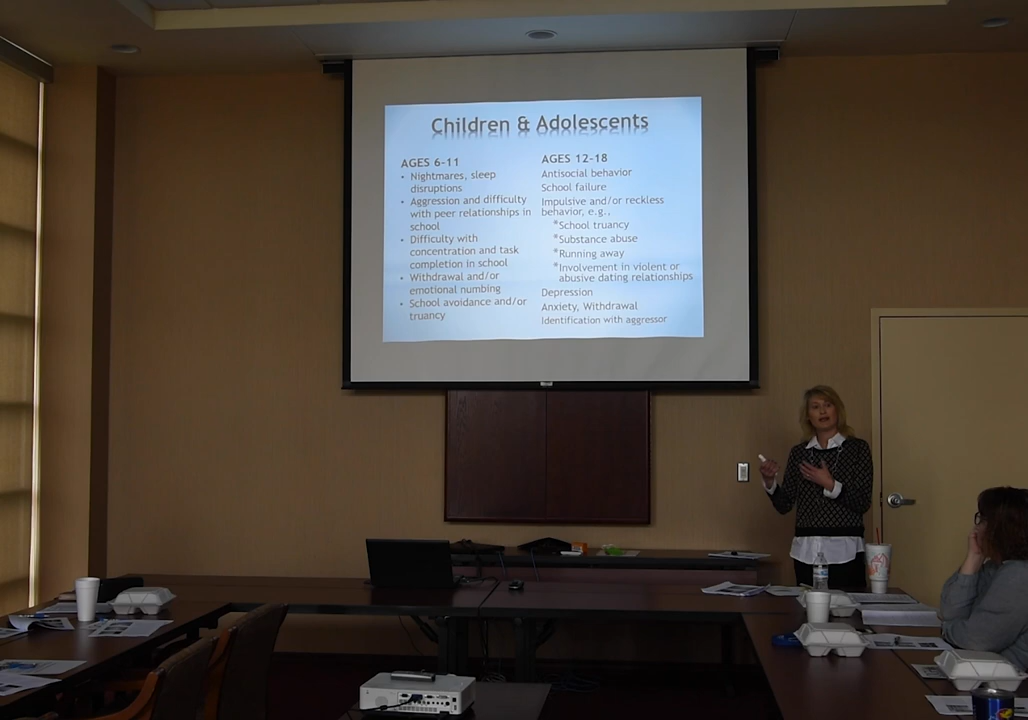 Children & Adolescents
AGES 6-11
• Nightmares, sleep
disruptions
• Aggression and difficulty
with peer relationships in
school
• Difficulty with
concentration and task
completion in school
• Withdrawal and/or
emotional numbing
• School avoidance and/or
truancy
AGES 12-18
Antisocial behavior
School failure
Impulsive and/or reckless
behavior, e.g.,
*School truancy
*Substance abuse
*Running away
*Involvement in violent or
abusive dating relationships
Depression
Anxiety, Withdrawal
Identification with aggressor